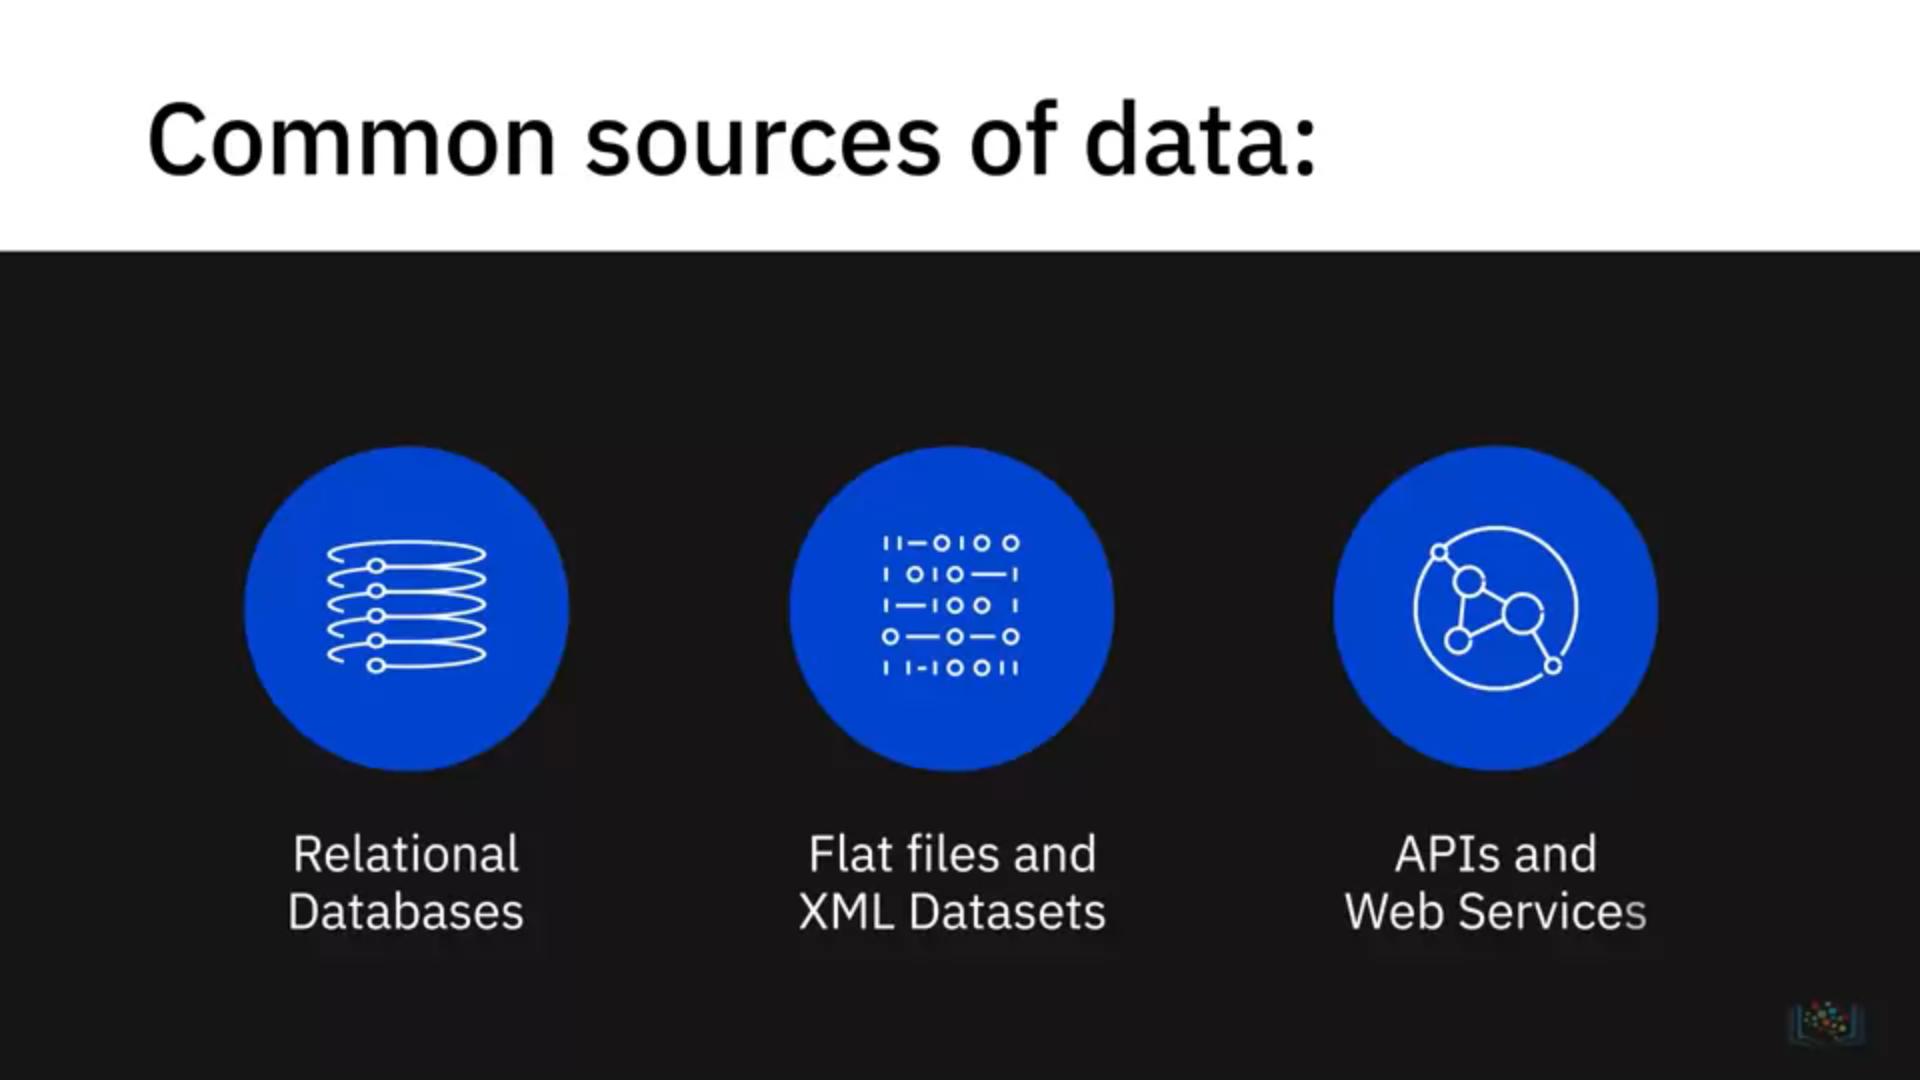 Common sources of data:
Relational
Databases
Flat files and
XML Datasets
APIs and
Web Services